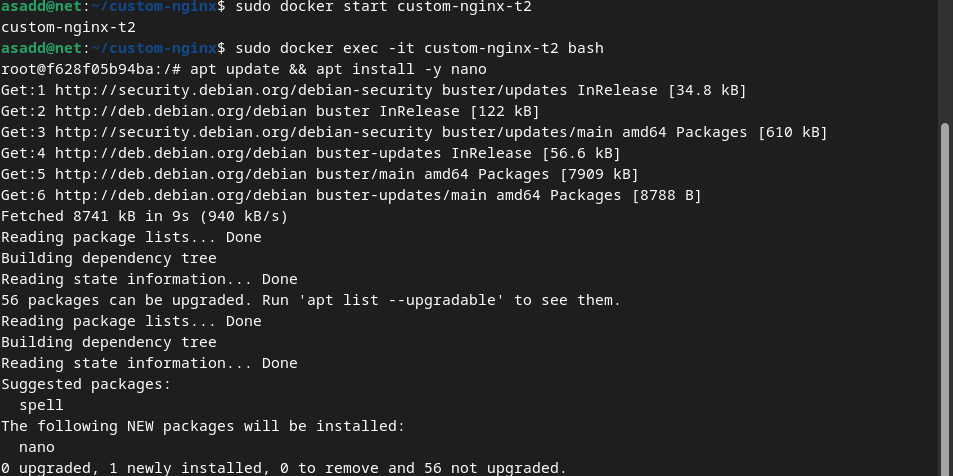 asadd@net:~/custom-nginx$ sudo docker start custom-nginx-t2
custom-nginx-t2
asadd@net:~/custom-nginx$ sudo docker exec -it custom-nginx-t2 bash
root@f628f05b94ba:/# apt update && apt install -y nano
Get:1 http://security.debian.org/debian-security buster/updates InRelease [34.8 kB]
Get:2 http://deb.debian.org/debian buster InRelease [122 kB]
Get:3 http://security.debian.org/debian-security buster/updates/main amd64 Packages [610 kB]
Get:4 http://deb.debian.org/debian buster-updates InRelease [56.6 kB]
Get:5 http://deb.debian.org/debian buster/main amd64 Packages [7909 kB]
Get:6 http://deb.debian.org/debian buster-updates/main amd64 Packages [8788 B]
Fetched 8741 kB in 9s (940 kB/s)
Reading package lists... Done
Building dependency tree
Reading state information... Done
56 packages can be upgraded. Run 'apt list --upgradable' to see them.
Reading package lists... Done
Building dependency tree
Reading state information... Done
Suggested packages:
  spell
The following NEW packages will be installed:
  nano
0 upgraded, 1 newly installed, 0 to remove and 56 not upgraded.